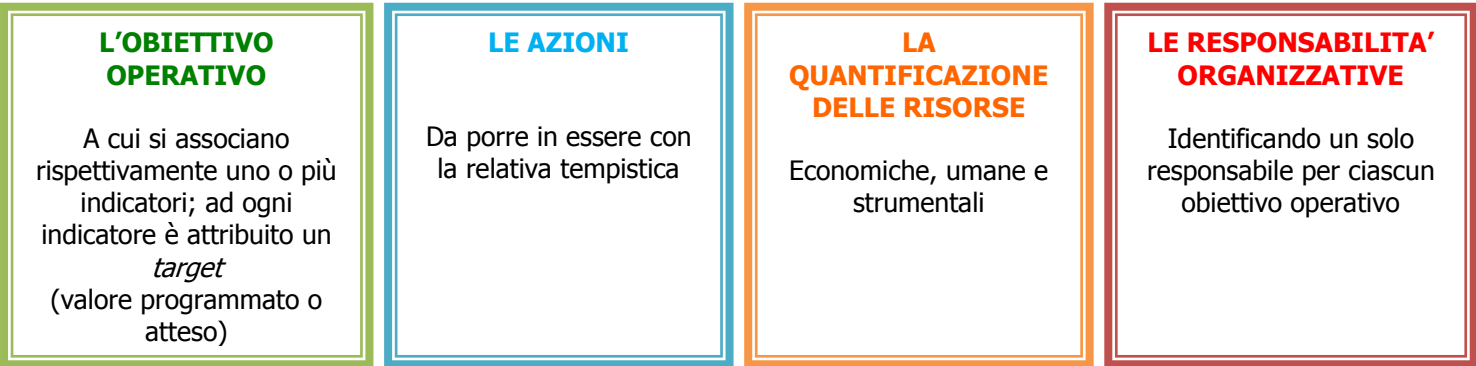 L'OBIETTIVO
OPERATIVO
A cui si associano
rispettivamente uno o più
indicatori; ad ogni
indicatore è attribuito un
target
(valore programmato o
atteso)
LE AZIONI
Da porre in essere con
la relativa tempistica
LA
QUANTIFICAZIONE
DELLE RISORSE
Economiche, umane e
strumentali
LE RESPONSABILITA'
ORGANIZZATIVE
Identificando un solo
responsabile per ciascun
obiettivo operativo